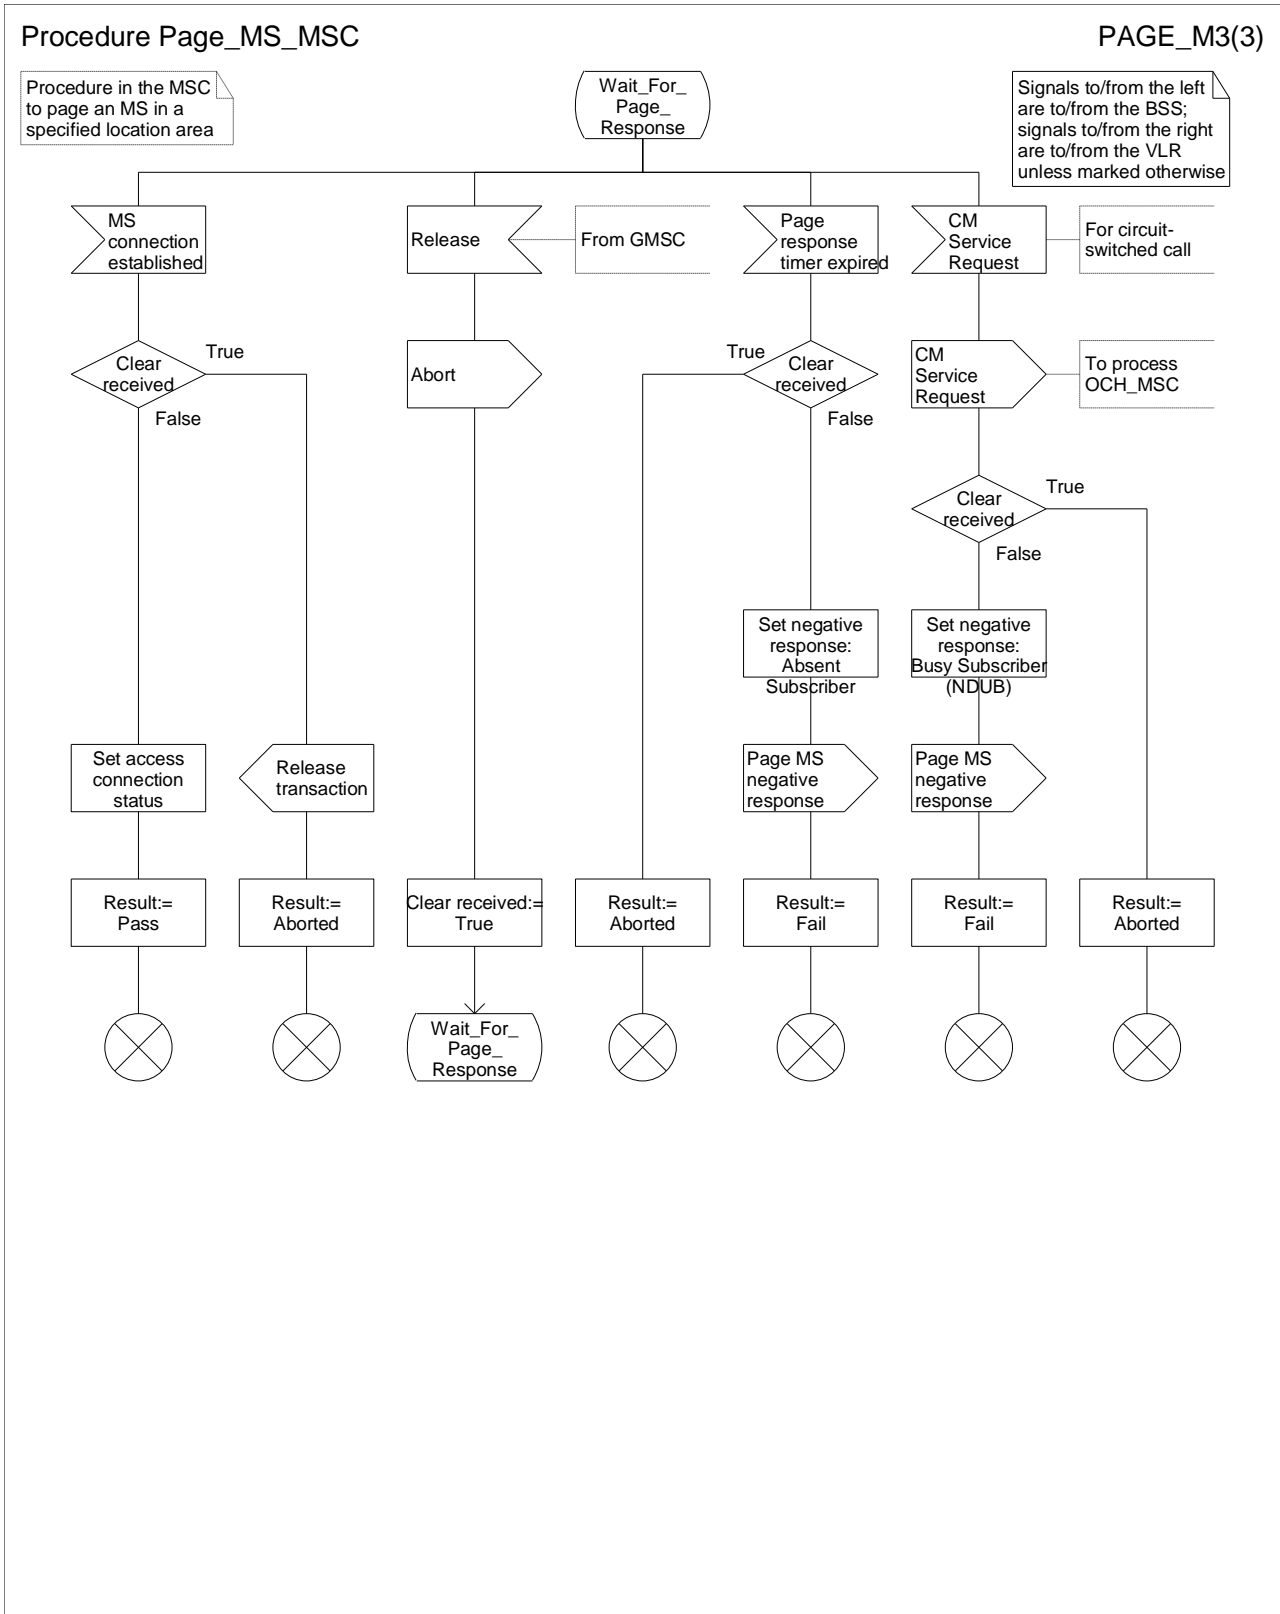 Procedure Page_MS_MSC
PAGE_M3(3)
Procedure in the MSC
to page an MS in a
specified location area
Wait_For_
Page_
Response
Signals to/from the left
are to/from the BSS;
signals to/from the right
are to/from the VLR
unless marked otherwise
MS
connection
established
Release
From GMSC
Page
response
timer expired
CM
Service
Request
For circuit-
switched call
Clear
received
True
False
Abort
True
Clear
received
False
CM
Service
Request
To process
OCH_MSC
Clear
received
True
False
Set negative
response:
Absent
Subscriber
Set negative
response:
Busy Subscriber
(NDUB)
Set access
connection
status
Release
transaction
Page MS
negative
response
Page MS
negative
response
Result:=
Pass
Result:=
Aborted
Clear received:=
True
Result:=
Aborted
Result:=
Fail
Result:=
Fail
Result:=
Aborted
Wait_For_
Page_
Response